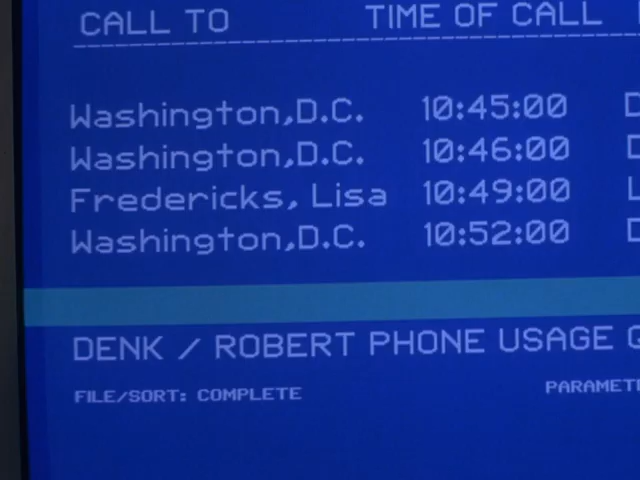 CALL TO TIME OF CALL
Washington,D.C. 10:45:00 D
Washington,D.C. 10:46:00 D
Fredericks, Lisa 10:49:00 L
Washington,D.C. 10:52:00 D
DENK / ROBERT PHONE USAGE
FILE/SORT: COMPLETE PARAMET